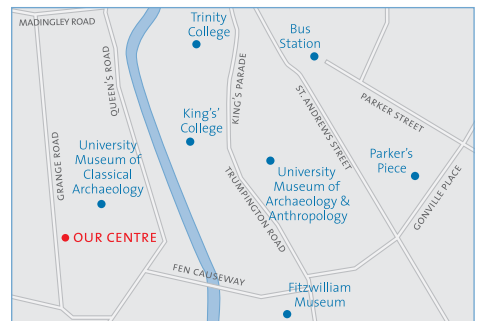 MADINGLEY ROAD
Trinity
College
Bus
Station
QUEEN'S ROAD
KING'S PARADE
ST. ANDREWS STREET
PARKER STREET
King's'
College
GRANGE ROAD
University
Museum of
Classical
Archaeology
University
Museum of
Archaeology &
Anthropology
Parker's
Piece
GONVILLE PLACE
TRUMPINGTON ROAD
OUR CENTRE
FEN CAUSEWAY
Fitzwilliam
Museum